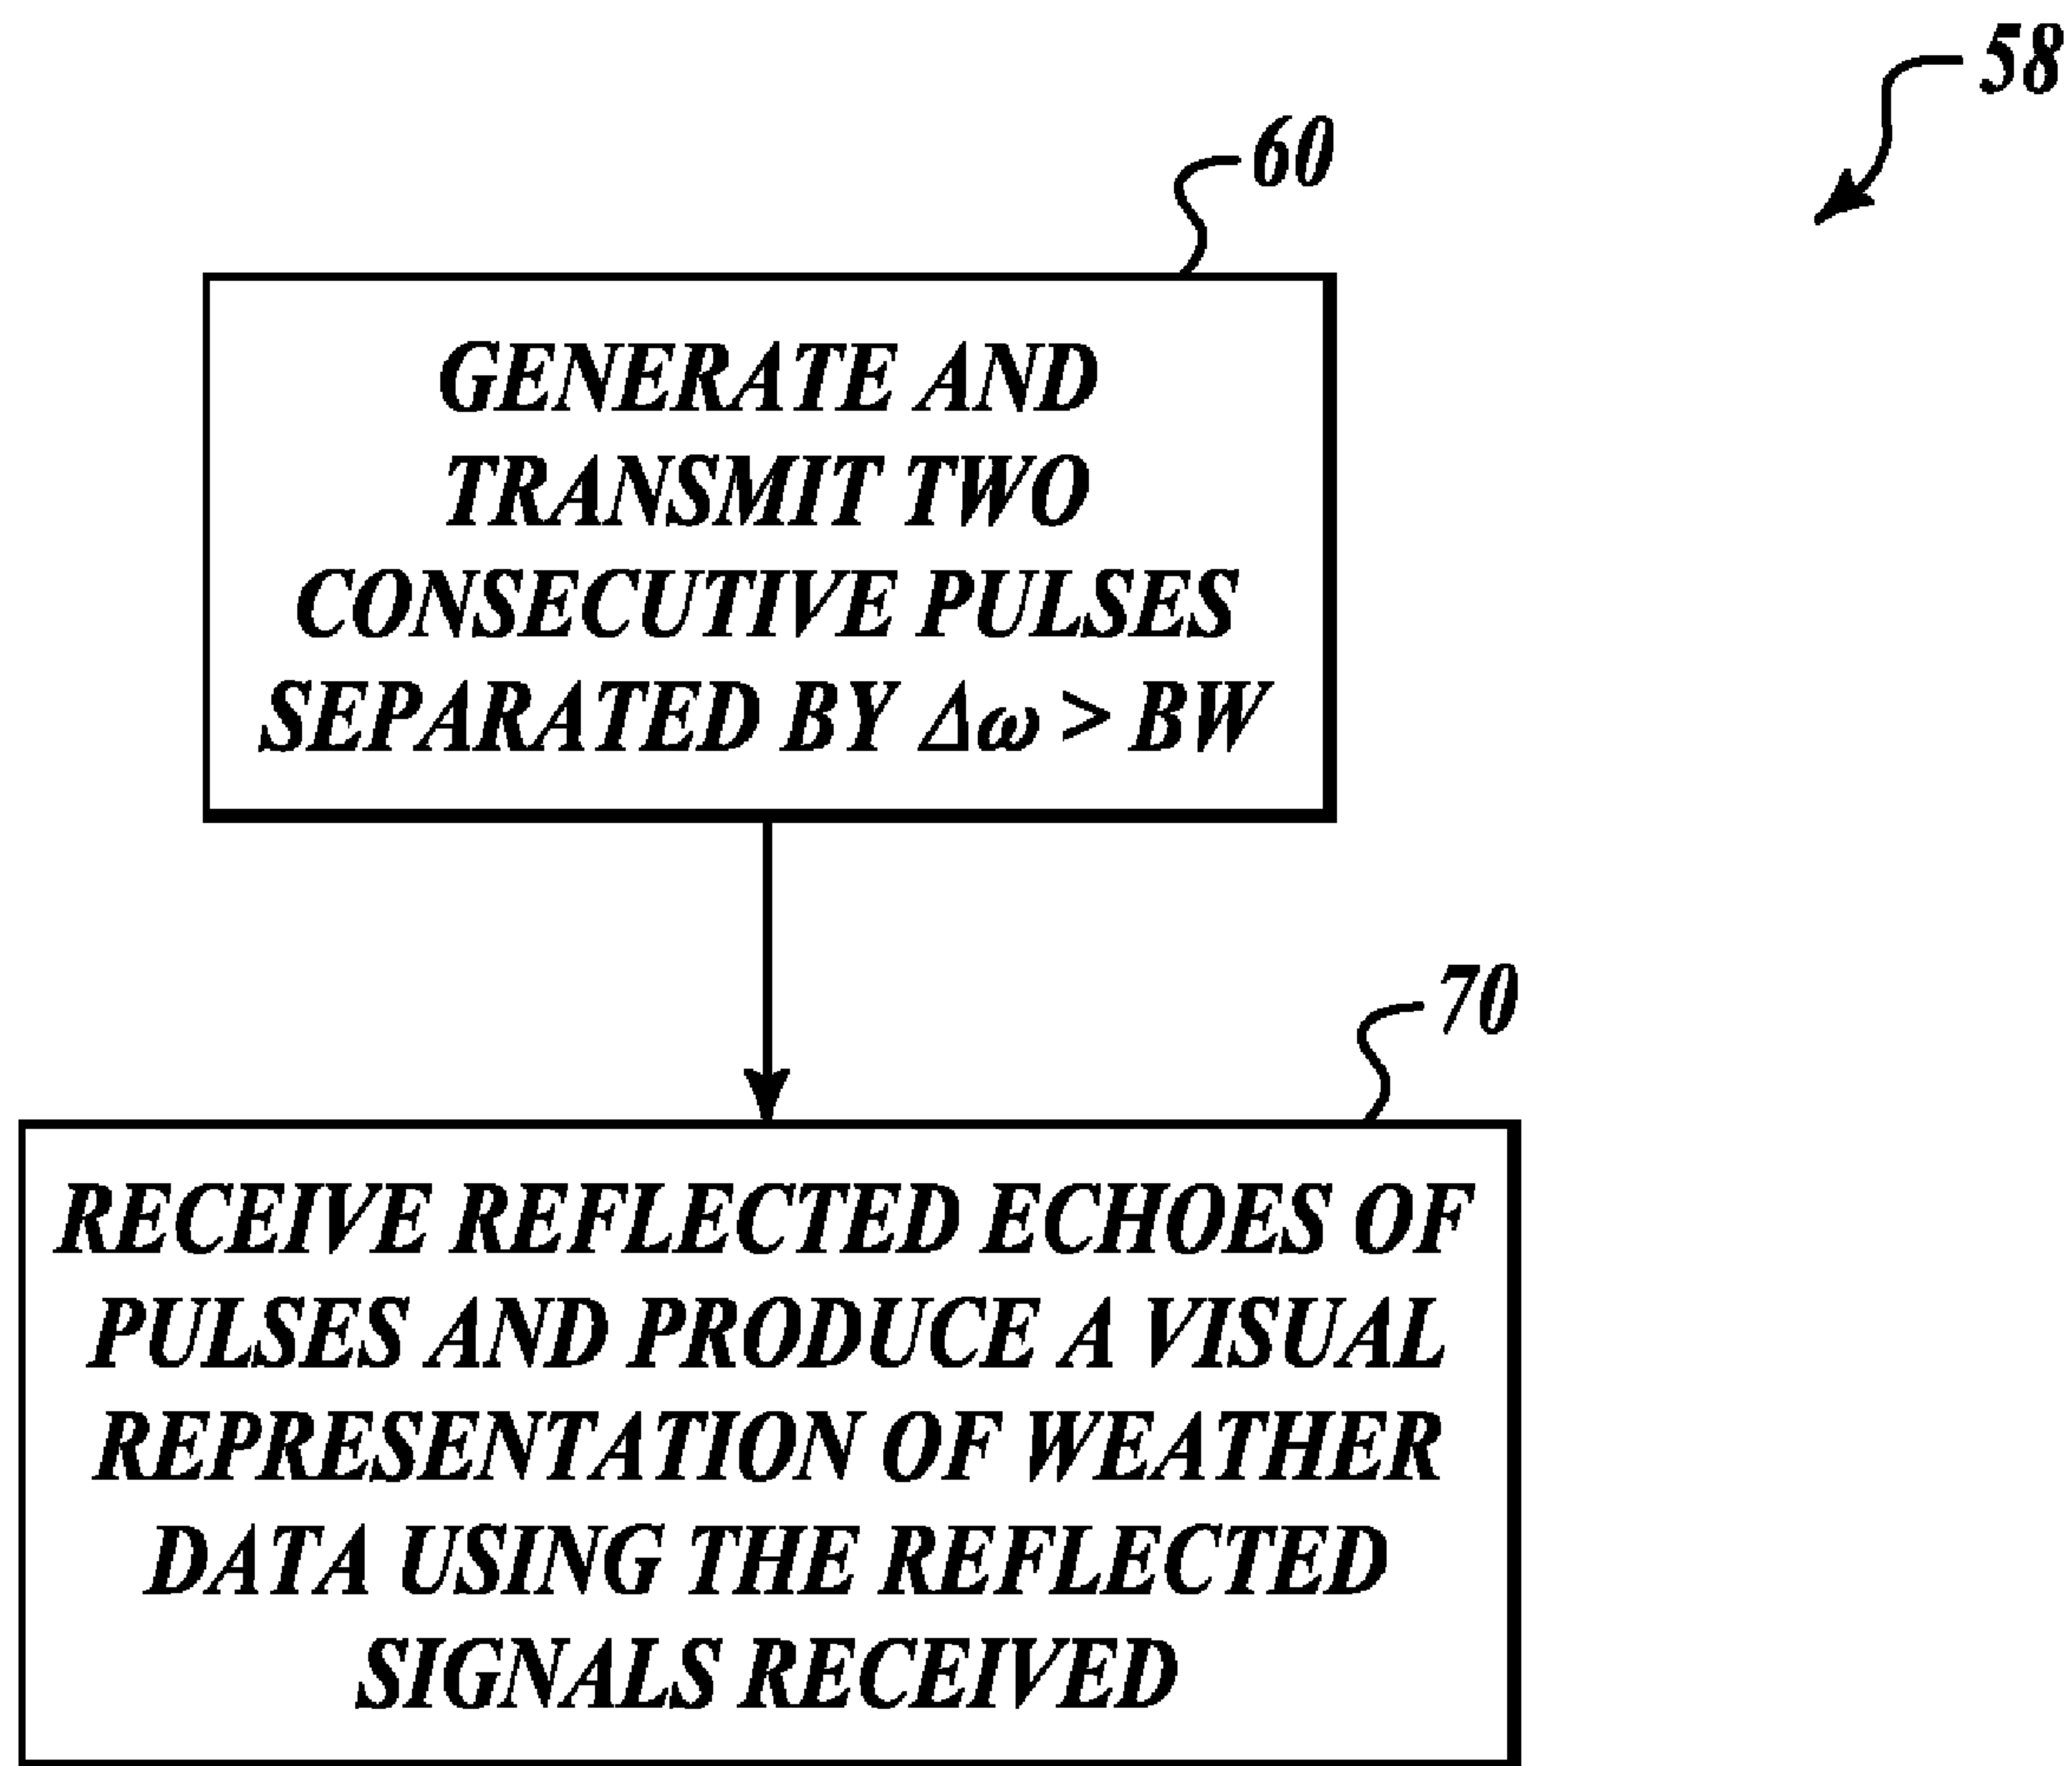 58
60
GENERATE AND
TRANSMIT TWO
CONSECUTIVE PULSES
SEPARATED BY Δω > BW
70
RECEIVE REFLECTED ECHOES OF
PULSES AND PRODUCE A VISUAL
REPRESENTATION OF WEATHER
DATA USING THE REFLECTED
SIGNALS RECEIVED